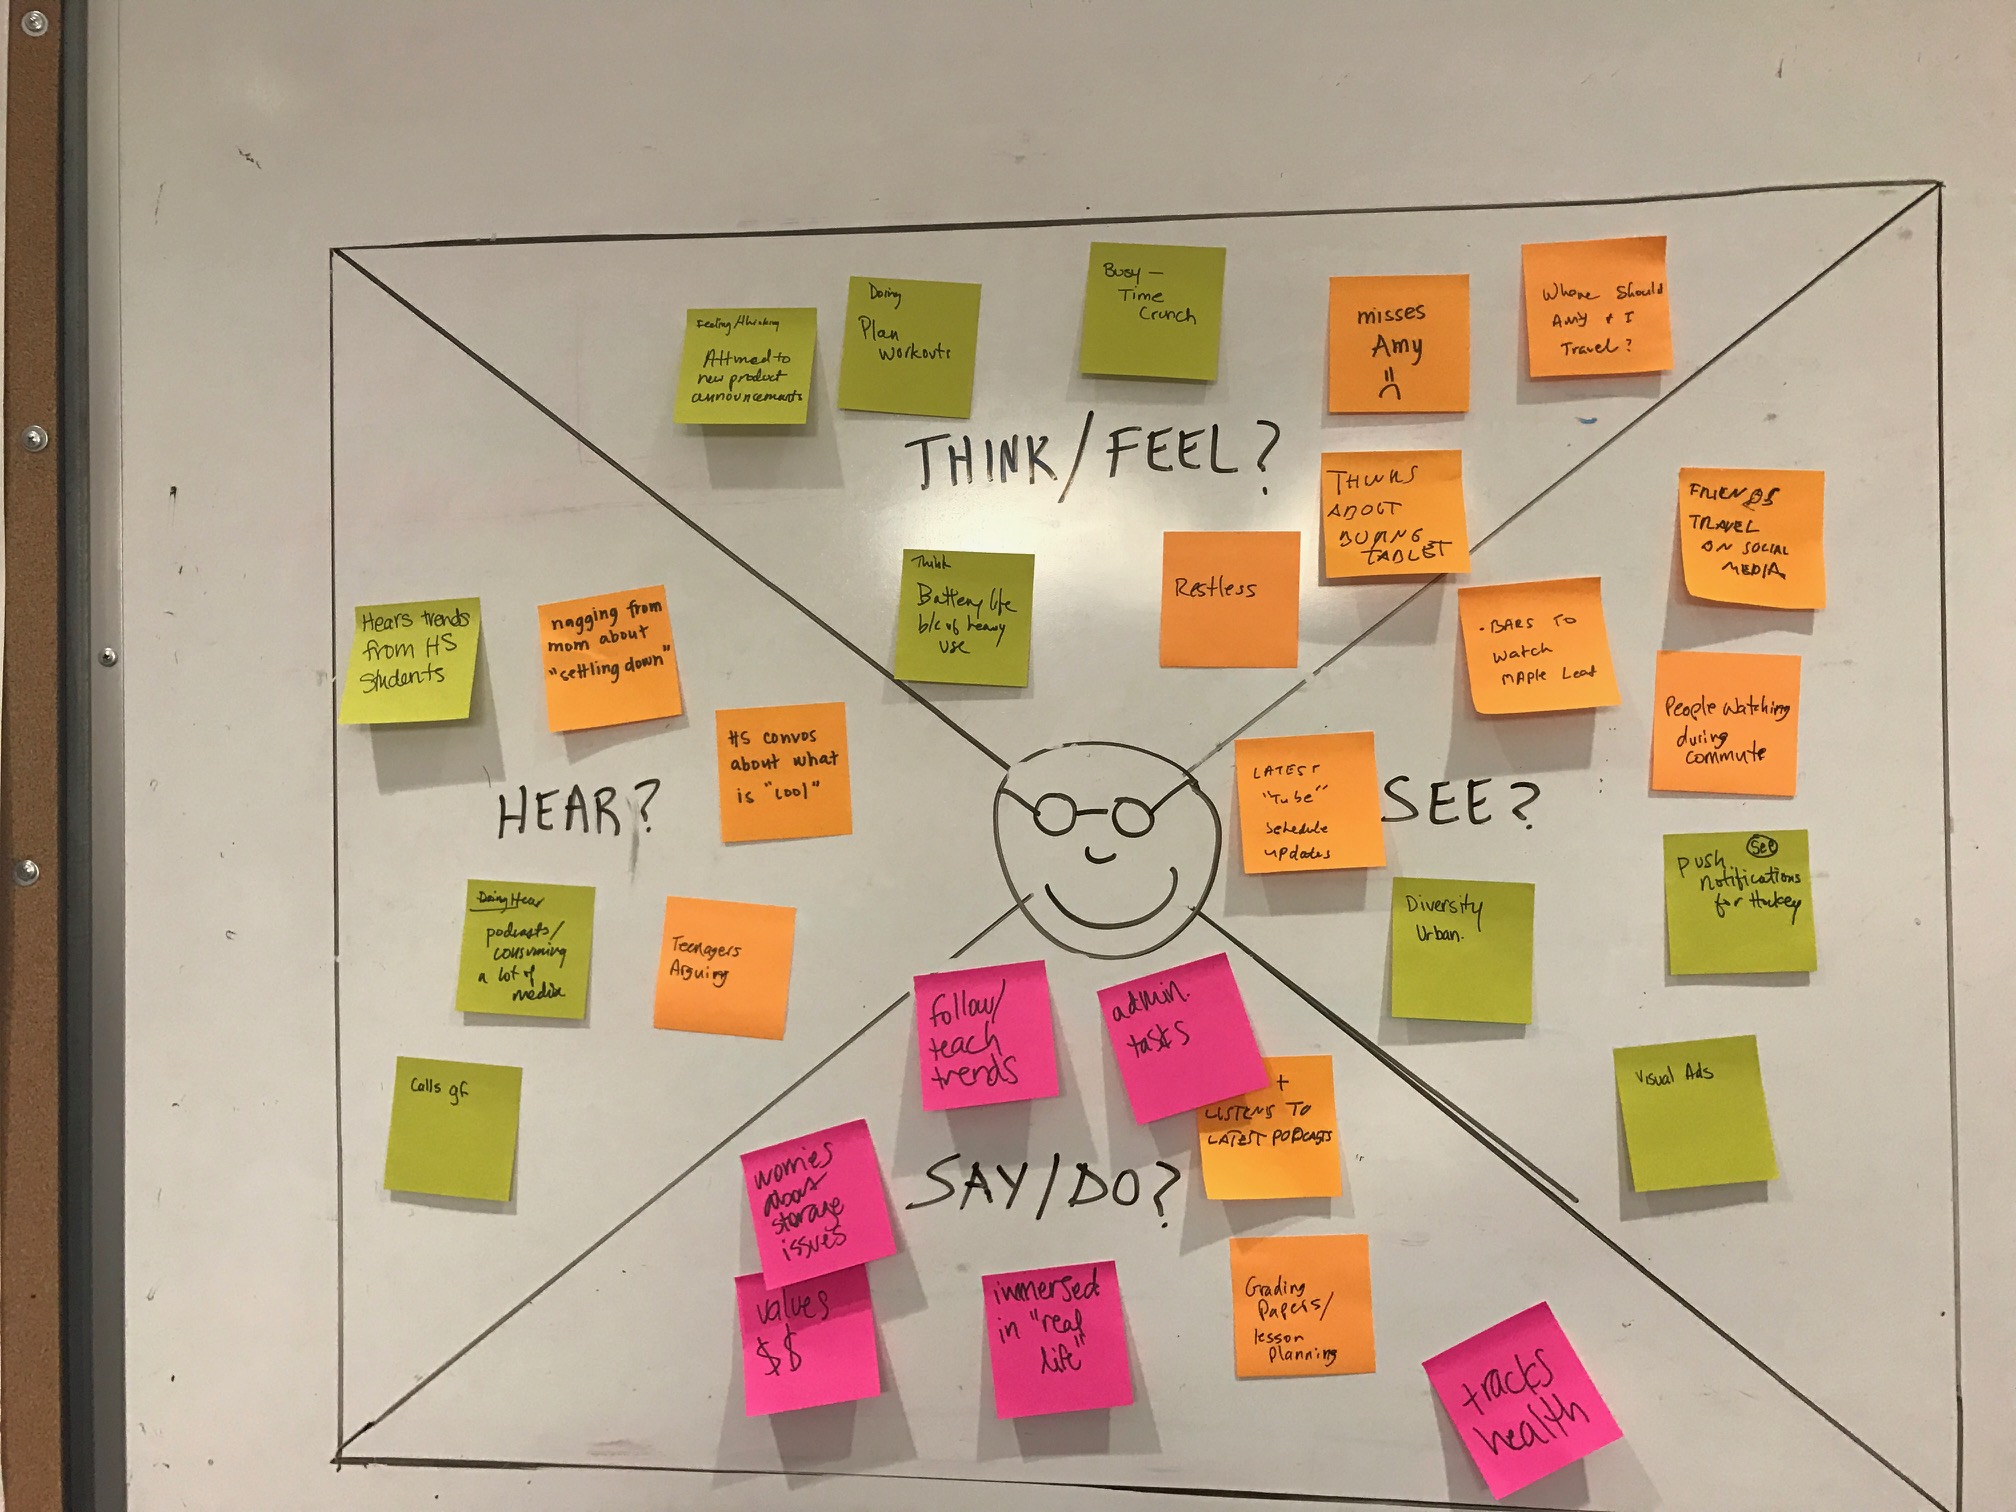 Feeling/thinking
Attuned to
new product
announcements
Doing
Plan
Workouts
Busy —
Time
Crunch
misses
Amy
Where Should
Amy + I
Travel?
THINK/FEEL?
THINKS
ABOUT
BUYING
TABLET
Think
Battery life
b/c of heavy
use
Restless
Hears trends
from HS
Students
nagging from
mom about
"settling down"
HS convos
about what
is "cool"
HEAR?
Doing Hear
podcasts/
consuming
a lot of
media
Teenagers
Arguing
Calls gf
FRIENDS
TRAVEL
ON SOCIAL
MEDIA
• BARS TO
watch
MAPle Leaf
People watching
during
commute
LATEST
"Tube"
schedule
updates
SEE?
See
push
notifications
for Hockey
Diversity
Urban.
Visual Ads
follow/
teach
trends
admin.
tasks
+
LISTENS TO
LATEST PODCASTS
SAY/DO?
worries
about
storage
issues
values
$$
immersed
in "real
life"
Grading
Papers/
lesson
Planning
tracks
health